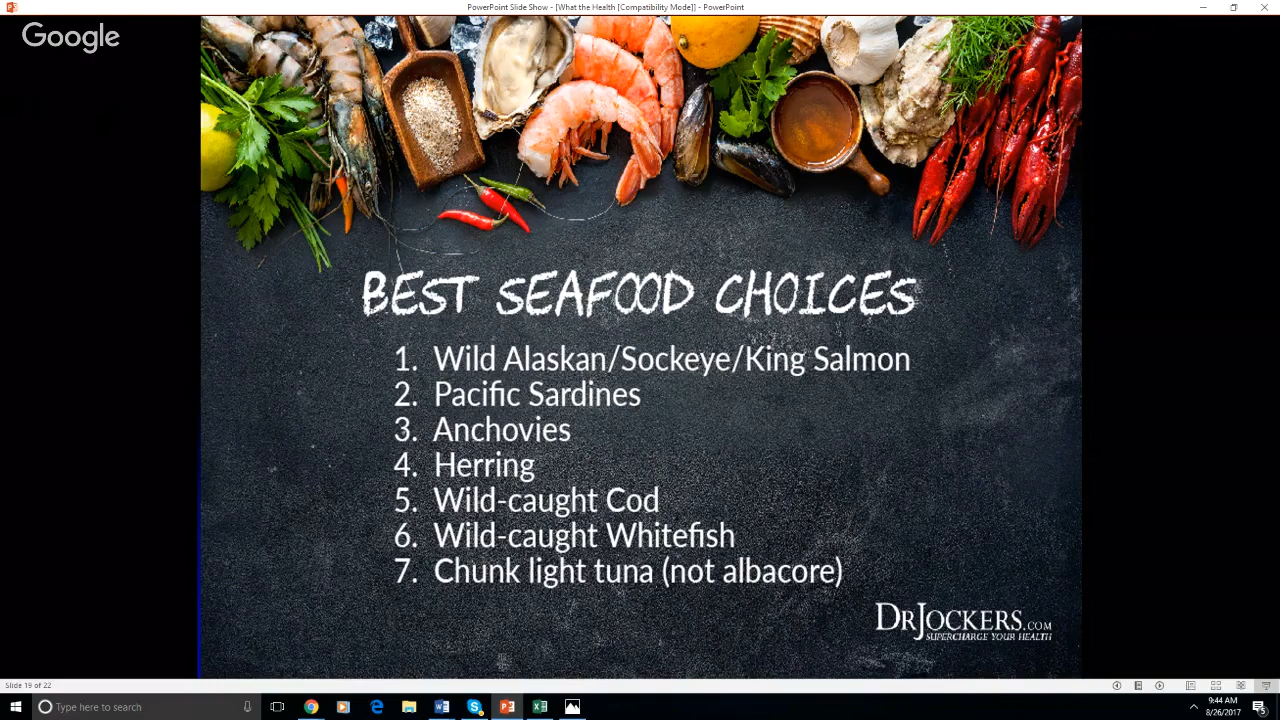 PowerPoint Slide Show - [What the Health [Compatibility Mode]] - PowerPoint
Google
BEST SEAFOOD CHOICES
1. Wild Alaskan/Sockeye/King Salmon
2. Pacific Sardines
3. Anchovies
4. Herring
5. Wild-caught Cod
6. Wild-caught Whitefish
7. Chunk light tuna (not albacore)
DRJOCKERS.COM
SUPERCHARGE YOUR HEALTH
Slide 19 of 22
Type here to search
9:44 AM
8/26/2017
5